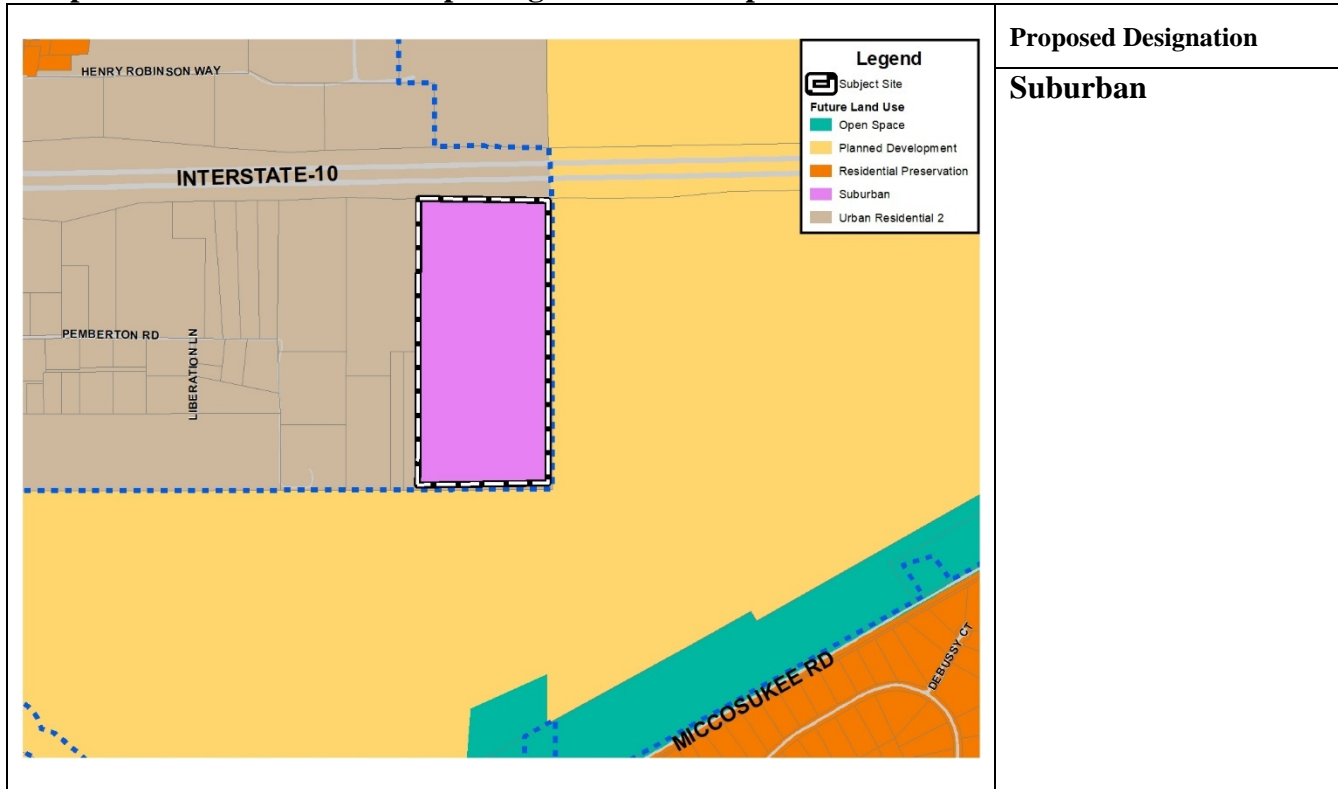 Proposed Designation
Suburban
Legend
Subject Site
Future Land Use
Open Space
Planned Development
Residential Preservation
Suburban
Urban Residential 2
HENRY ROBINSON WAY
INTERSTATE-10
PEMBERTON RD
LIBERATION LN
MICCOSUKEE RD
DEBUSSY CT